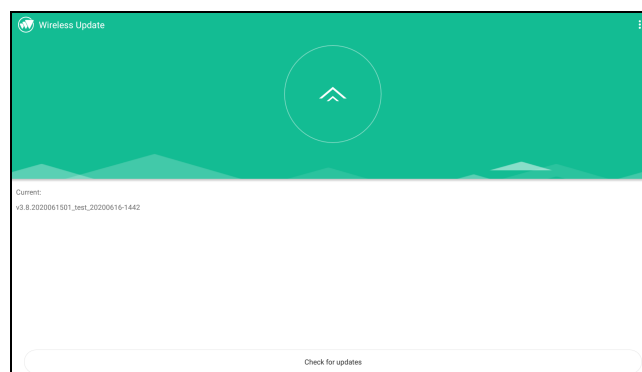 Wireless Update
Current:
v3.8.2020061501_test_20200616-1442
Check for updates